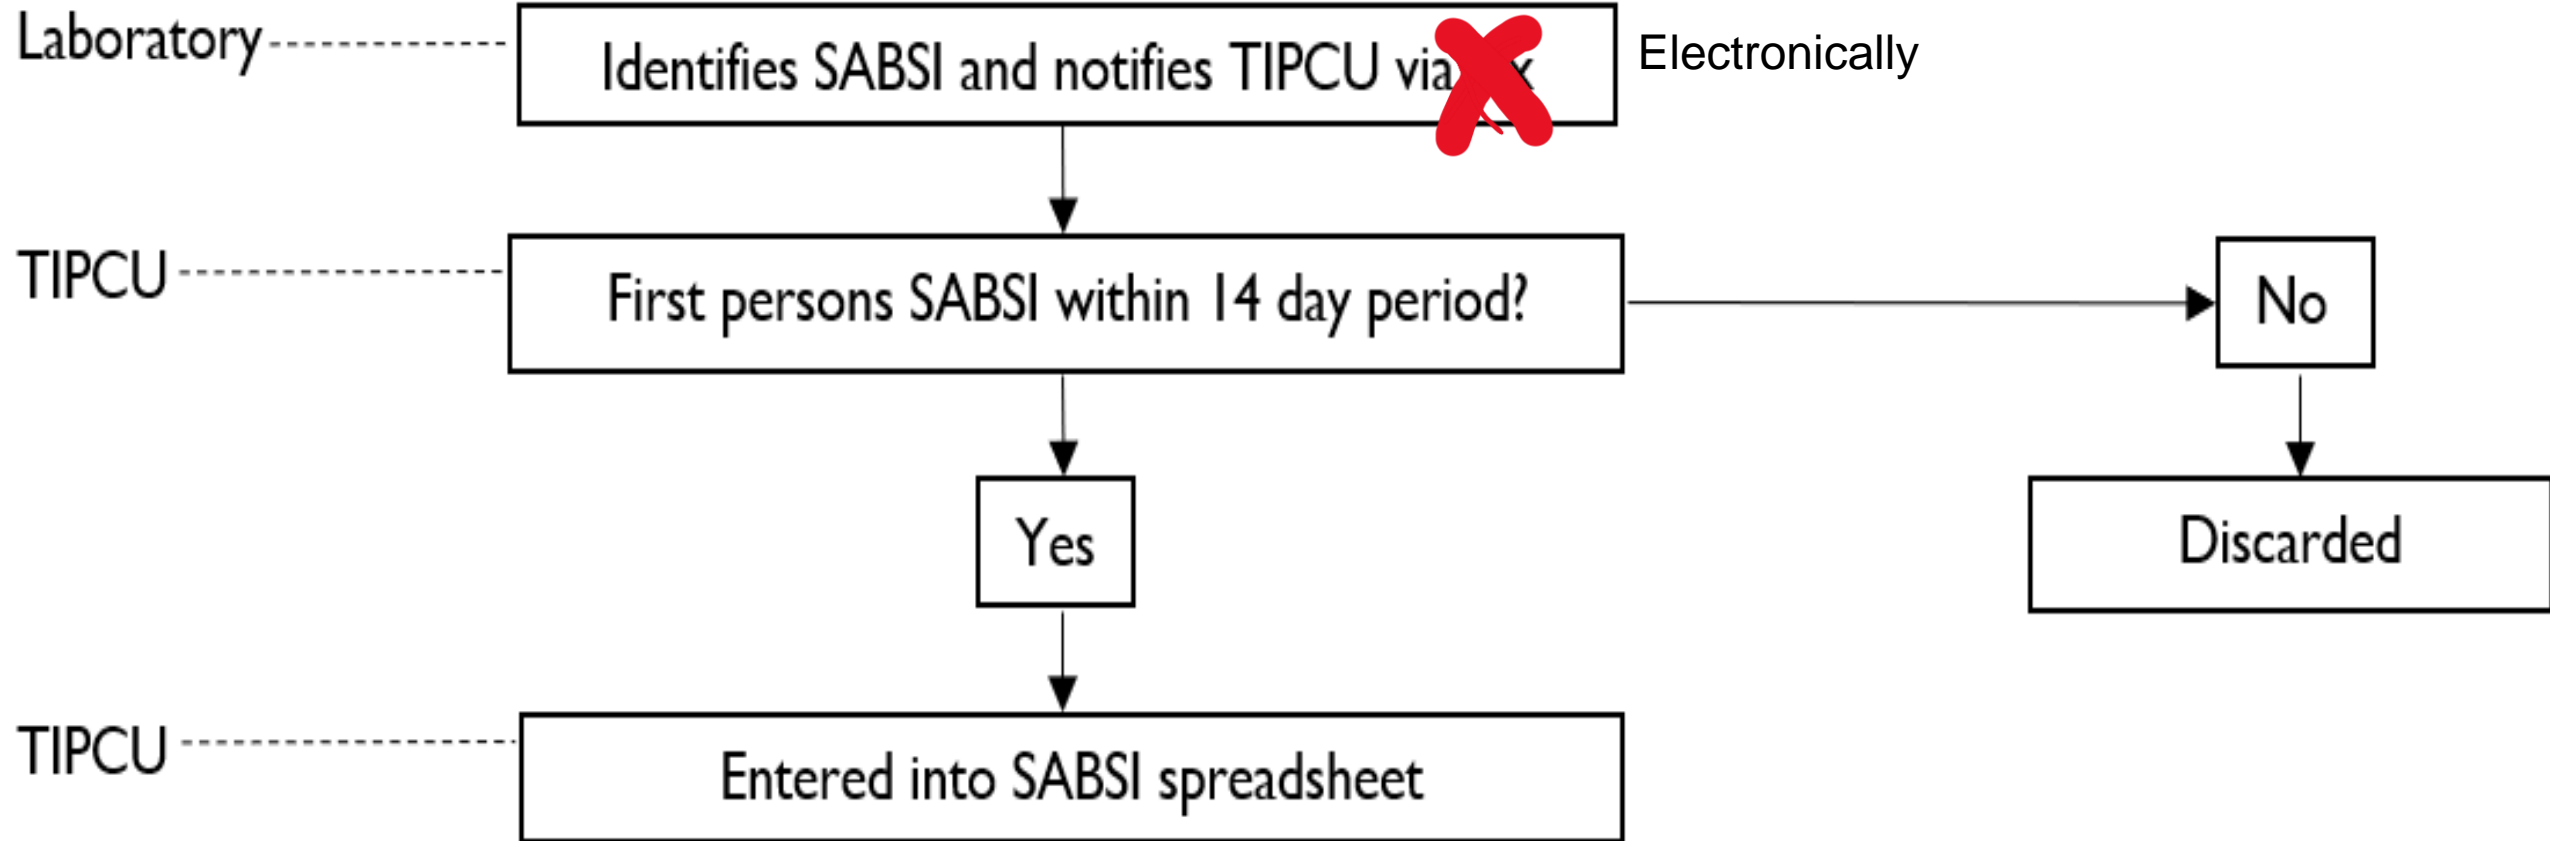 Laboratory
Identifies SABSI and notifies TIPCU via
Electronically
TIPCU
First persons SABSI within 14 day period?
No
Yes
Discarded
TIPCU
Entered into SABSI spreadsheet